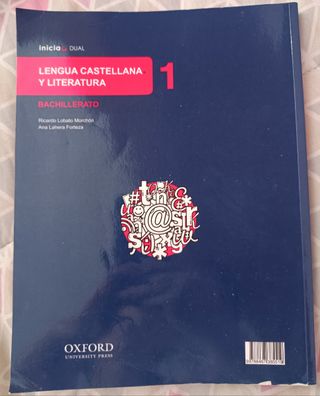 inicia DUAL
LENGUA CASTELLANA
Y LITERATURA
1
BACHILLERATO
Ricardo Lobato Morchón
Ana Lahera Forteza
OXFORD
UNIVERSITY PRESS